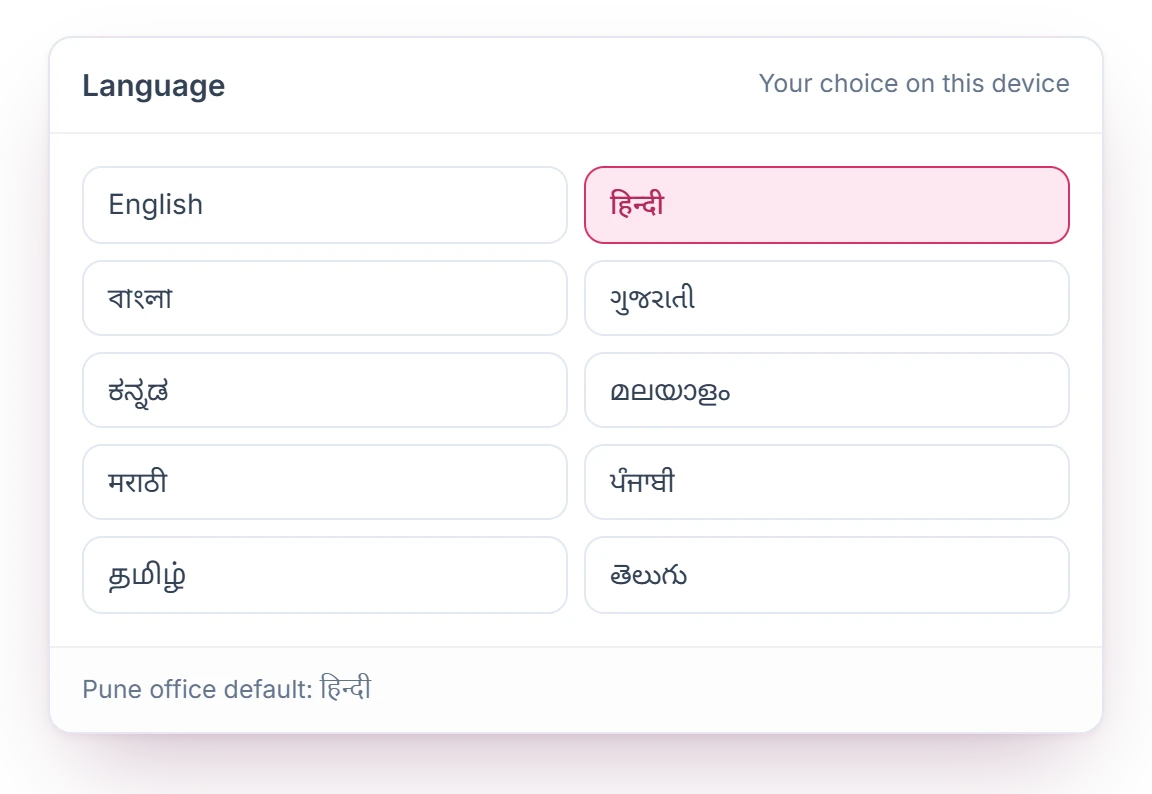 Language
Your choice on this device
English
हिन्दी
বাংলা
ગુજરાતી
ಕನ್ನಡ
മലയാളം
मराठी
ਪੰਜਾਬੀ
தமிழ்
తెలుగు
Pune office default: हिन्दी